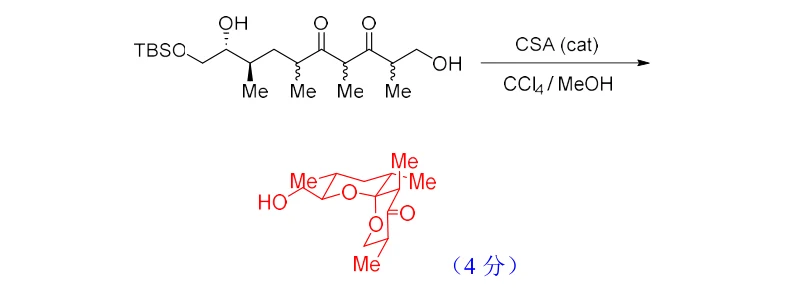 OH O O
TBSO OH
Me Me Me Me
CSA (cat)
CCl₄ / MeOH
Me
Me Me
HO O
O O
Me
（4 分）